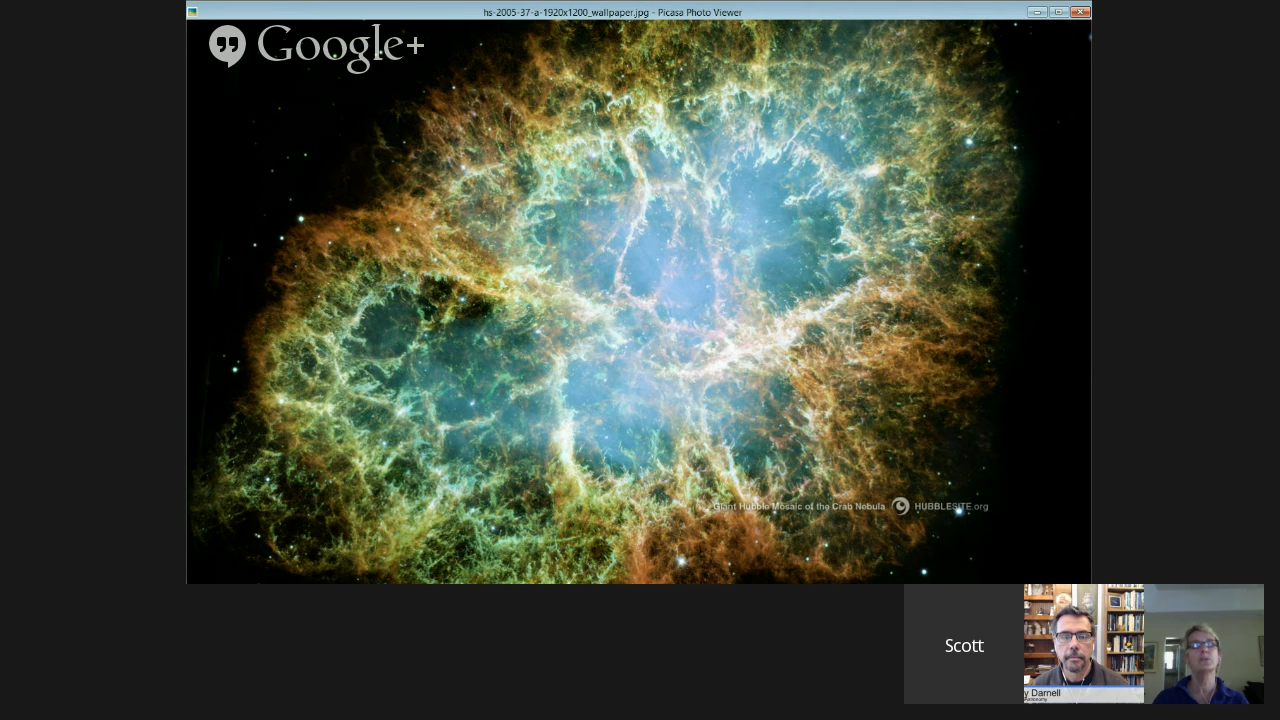 hs-2005-37-a-1920x1200_wallpaper.jpg - Picasa Photo Viewer
Google+
Giant Hubble Mosaic of the Crab Nebula HUBBLESITE.org
Scott
y Darnell